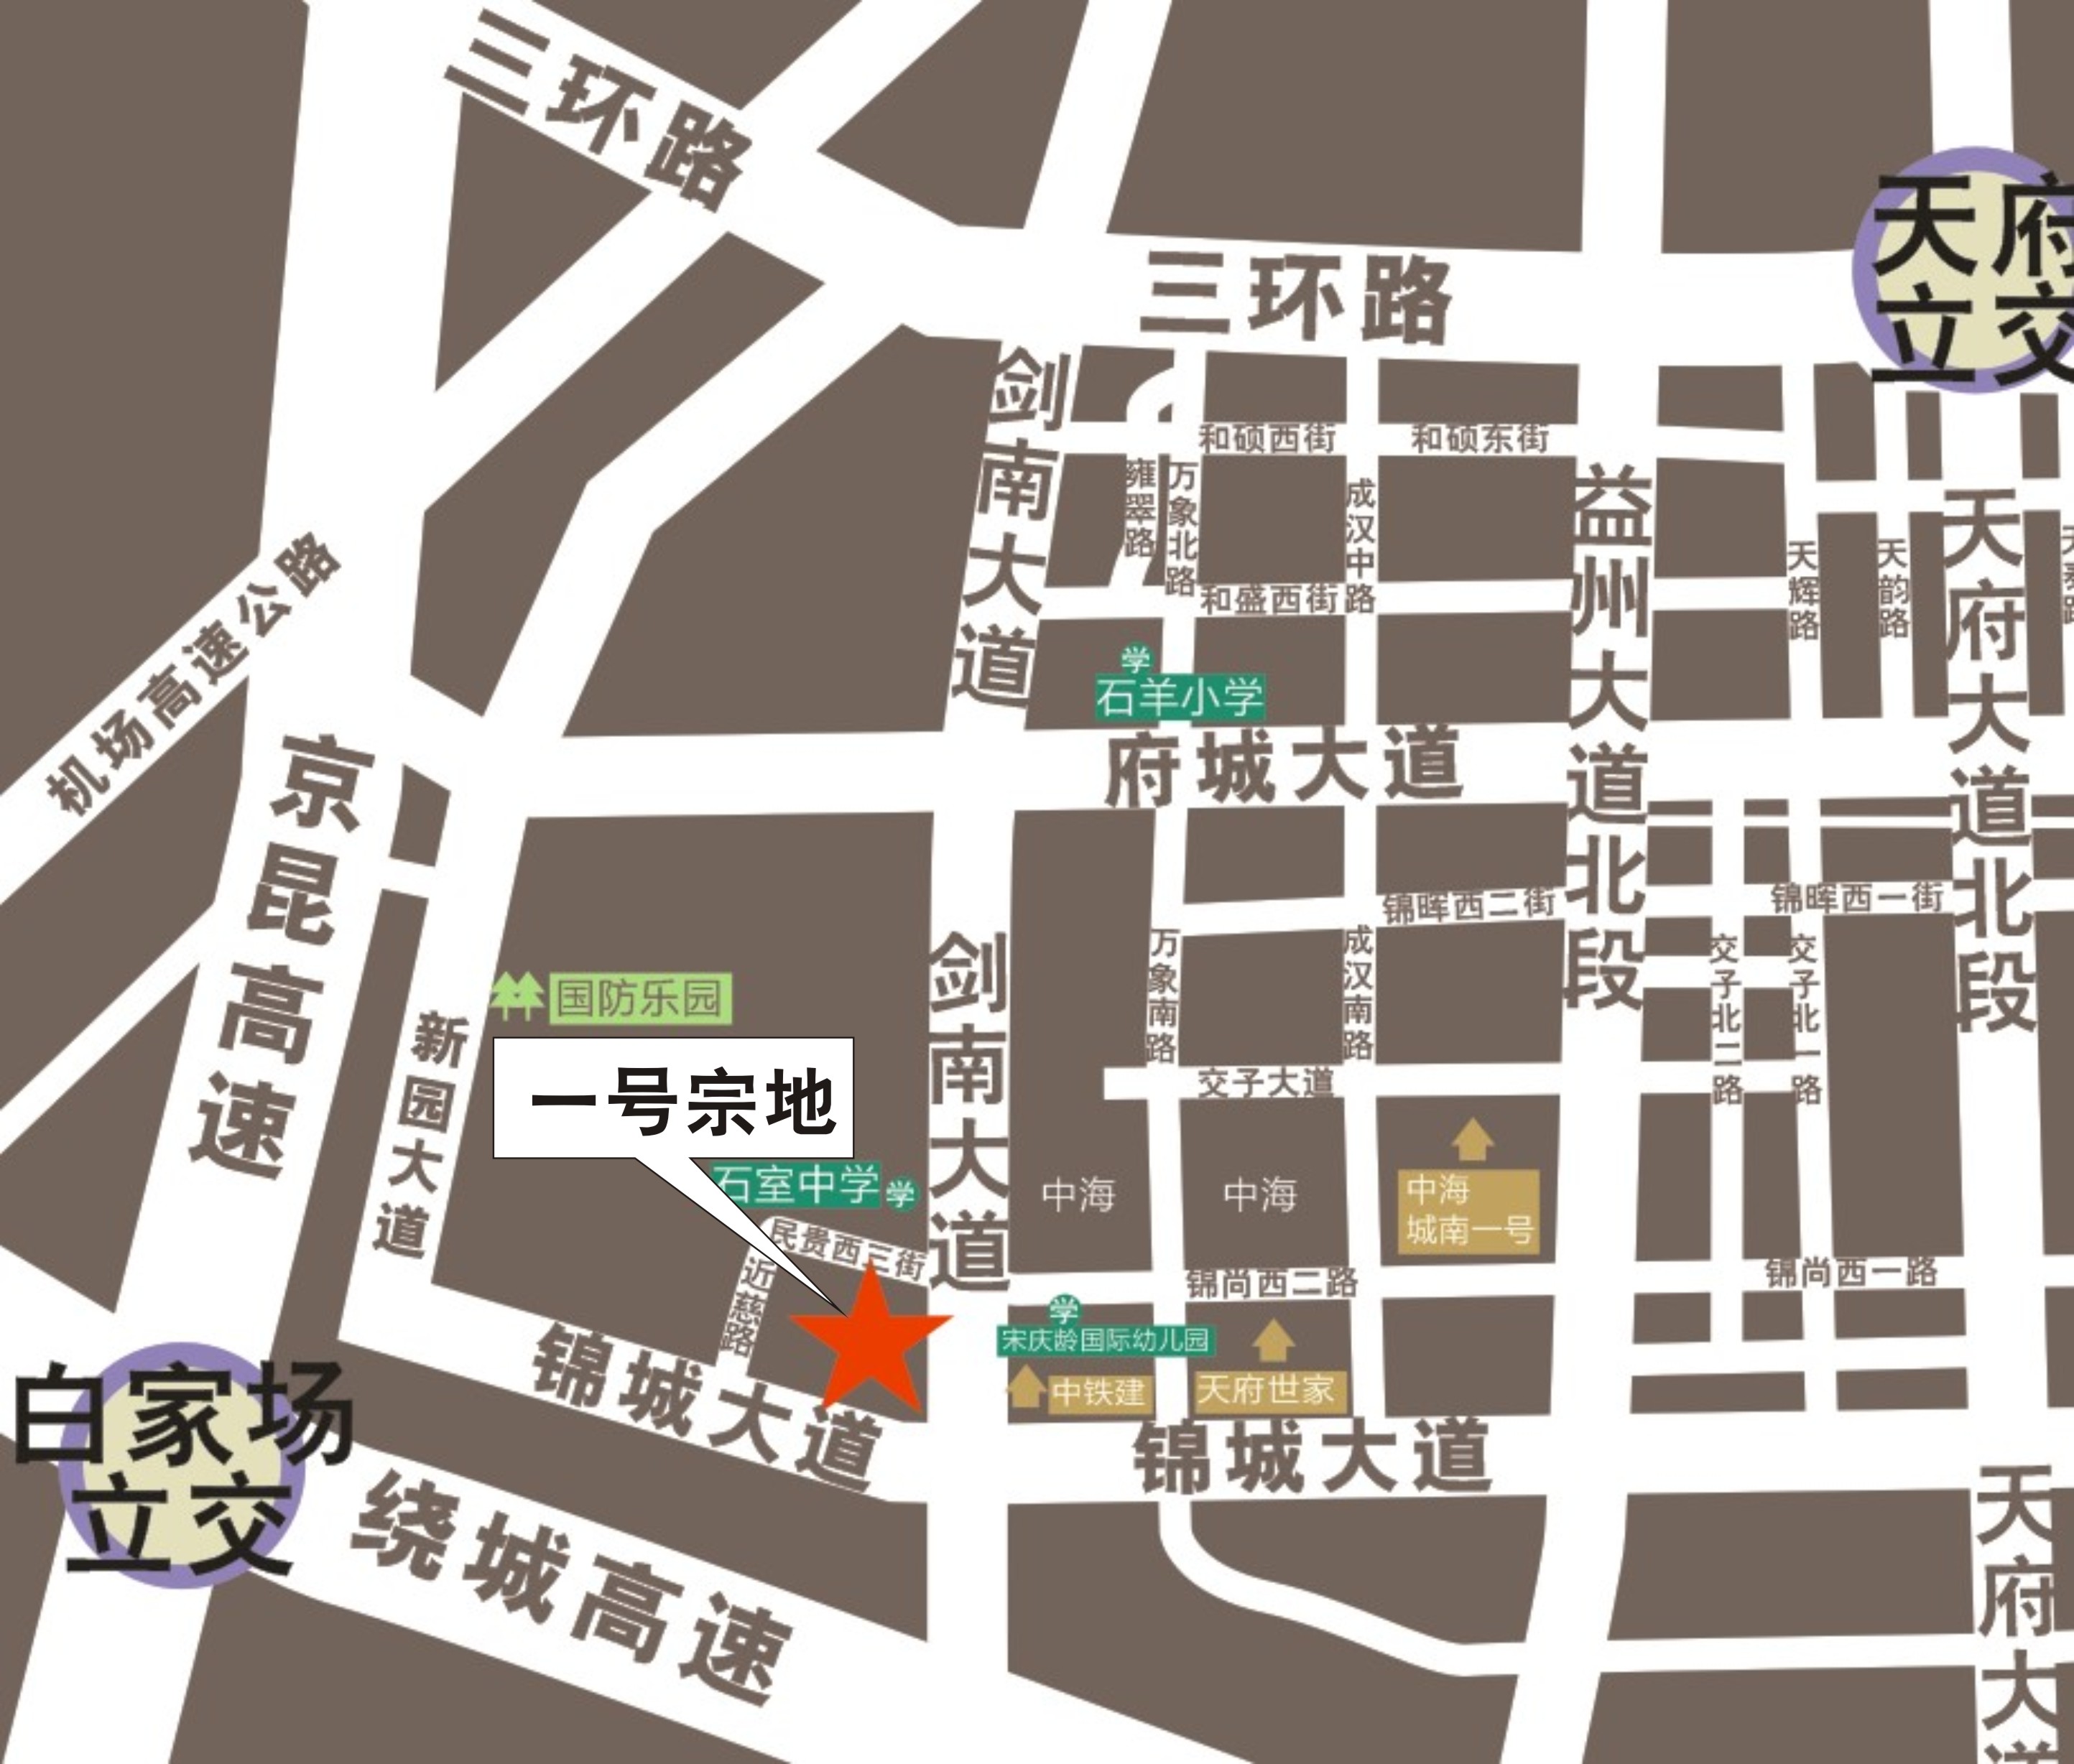 三环路
天府
立交
三环路
剑南大道
和硕西街
和硕东街
雍翠路
万象北路
成汉中路
益州大道北段
天府大道北段
天辉路
天韵路
和盛西街
机场高速公路
石羊小学
学
府城大道
京昆高速
锦晖西二街
锦晖西一街
剑南大道
万象南路
成汉南路
交子北二路
交子北一路
国防乐园
新园大道
一号宗地
交子大道
石室中学
学
中海
中海
中海
城南一号
民贵西三街
近慈路
锦尚西二路
锦尚西一路
学
宋庆龄国际幼儿园
中铁建
天府世家
锦城大道
锦城大道
白家场
立交
绕城高速
天府大